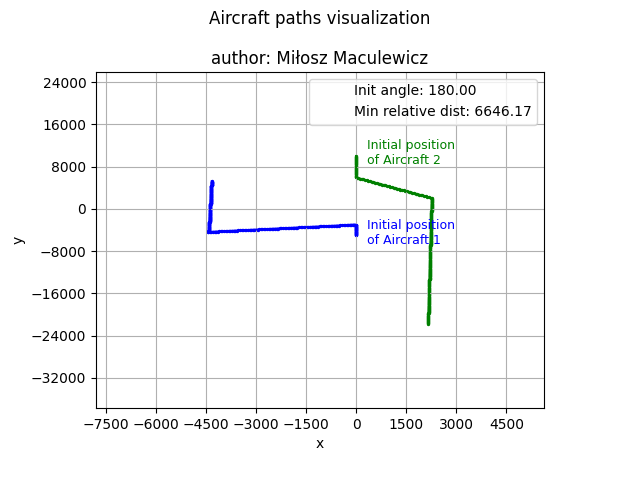 Aircraft paths visualization
author: Miłosz Maculewicz
Init angle: 180.00
Min relative dist: 6646.17
24000
16000
8000
0
−8000
−16000
−24000
−32000
y
Initial position
of Aircraft 2
Initial position
of Aircraft 1
−7500 −6000 −4500 −3000 −1500 0 1500 3000 4500
x